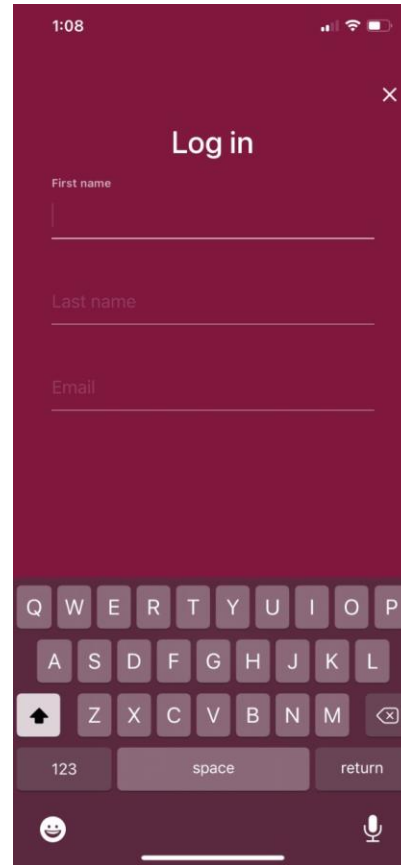 1:08
Log in
First name
Last name
Email
Q W E R T Y U I O P
A S D F G H J K L
Z X C V B N M
123 space return